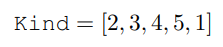 Kind = [2, 3, 4, 5, 1]